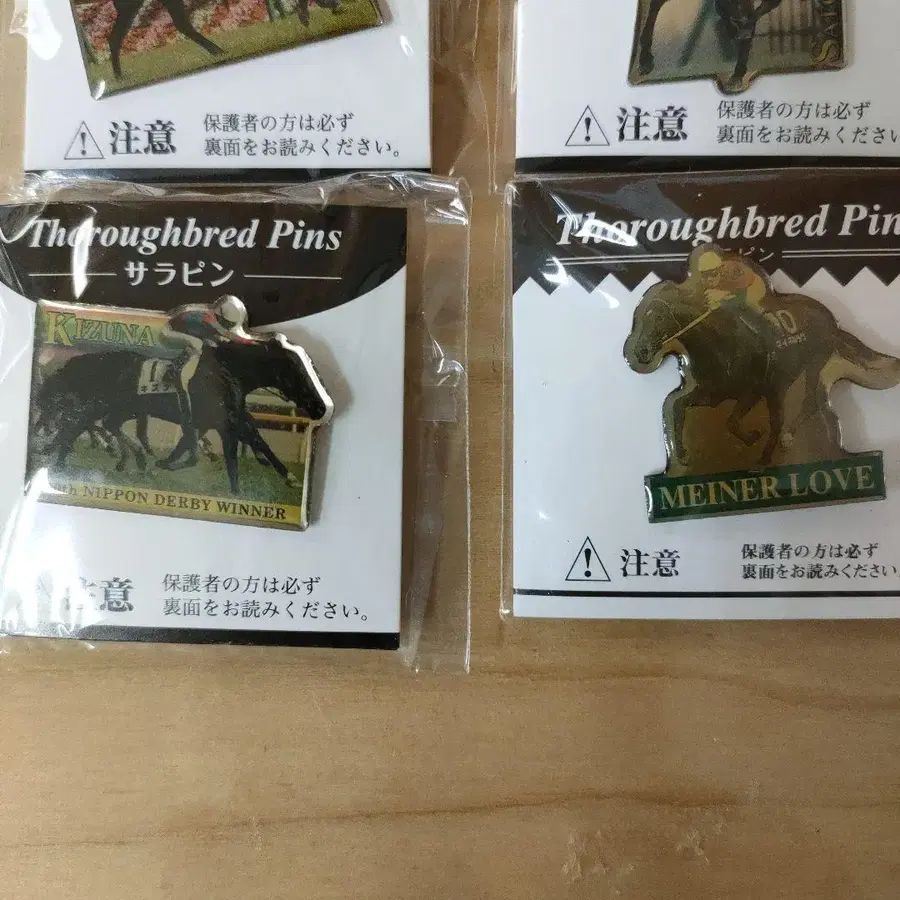 注意
保護者の方は必ず
裏面をお読みください。
注意
保護者の方は必ず
裏面をお読みください。
Thoroughbred Pins
サラピン
KIZUNA
NIPPON DERBY WINNER
注意
保護者の方は必ず
裏面をお読みください。
Thoroughbred Pin
ピン
MEINER LOVE
注意
保護者の方は必ず
裏面をお読みください。